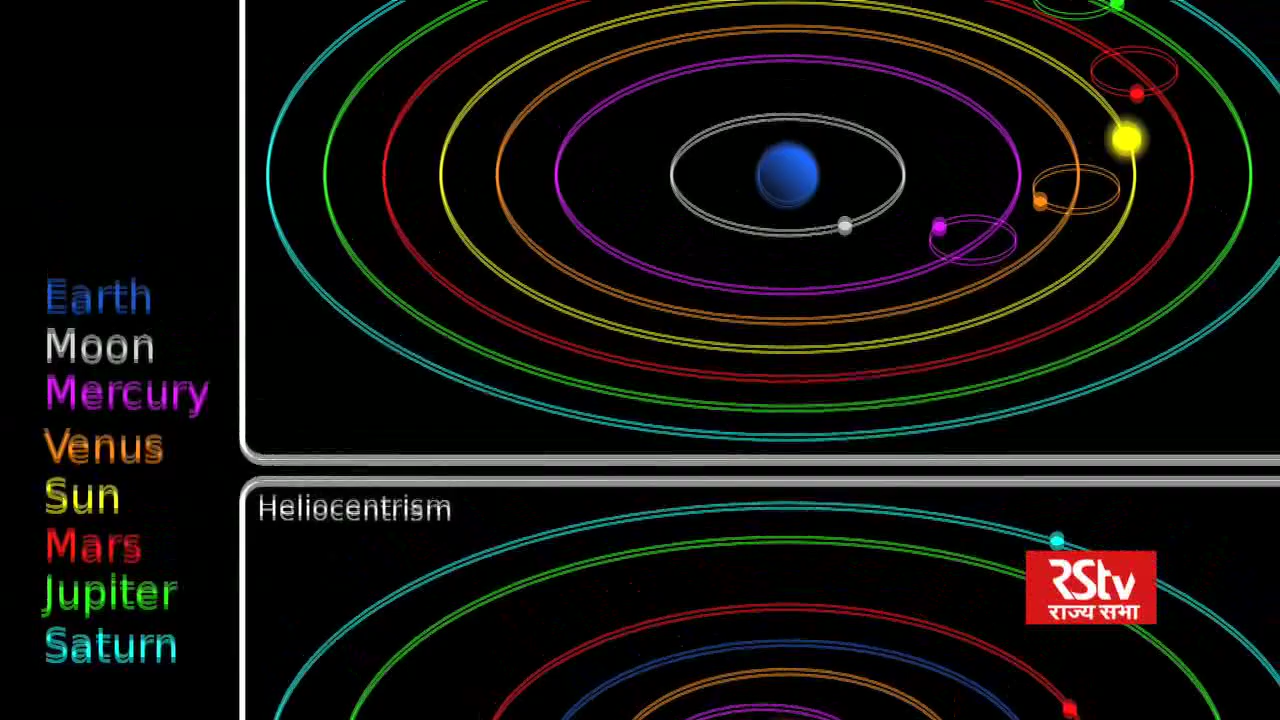 Earth
Moon
Mercury
Venus
Sun
Mars
Jupiter
Saturn
Heliocentrism
RStv
राज्य सभा